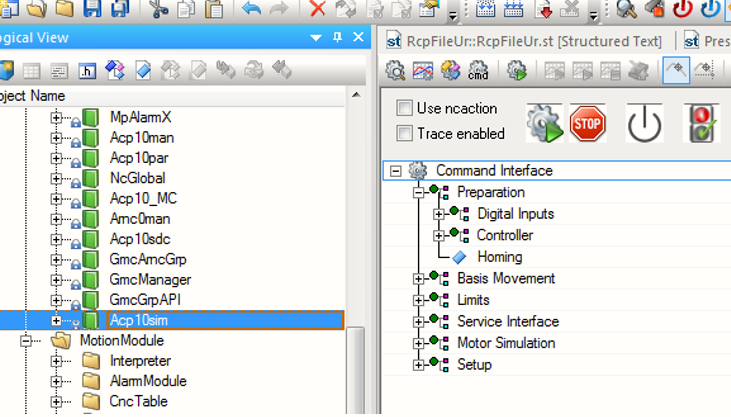 ogical View
oject Name
MpAlarmX
Acp10man
Acp10par
NcGlobal
Acp10_MC
Amc0man
Acp10sdc
GmcAmcGrp
GmcManager
GmcGrpAPI
Acp10sim
MotionModule
Interpreter
AlarmModule
CncTable
RcpFileUr::RcpFileUr.st [Structured Text]
Pres
cmd
Use ncaction
Trace enabled
STOP
Command Interface
Preparation
Digital Inputs
Controller
Homing
Basis Movement
Limits
Service Interface
Motor Simulation
Setup